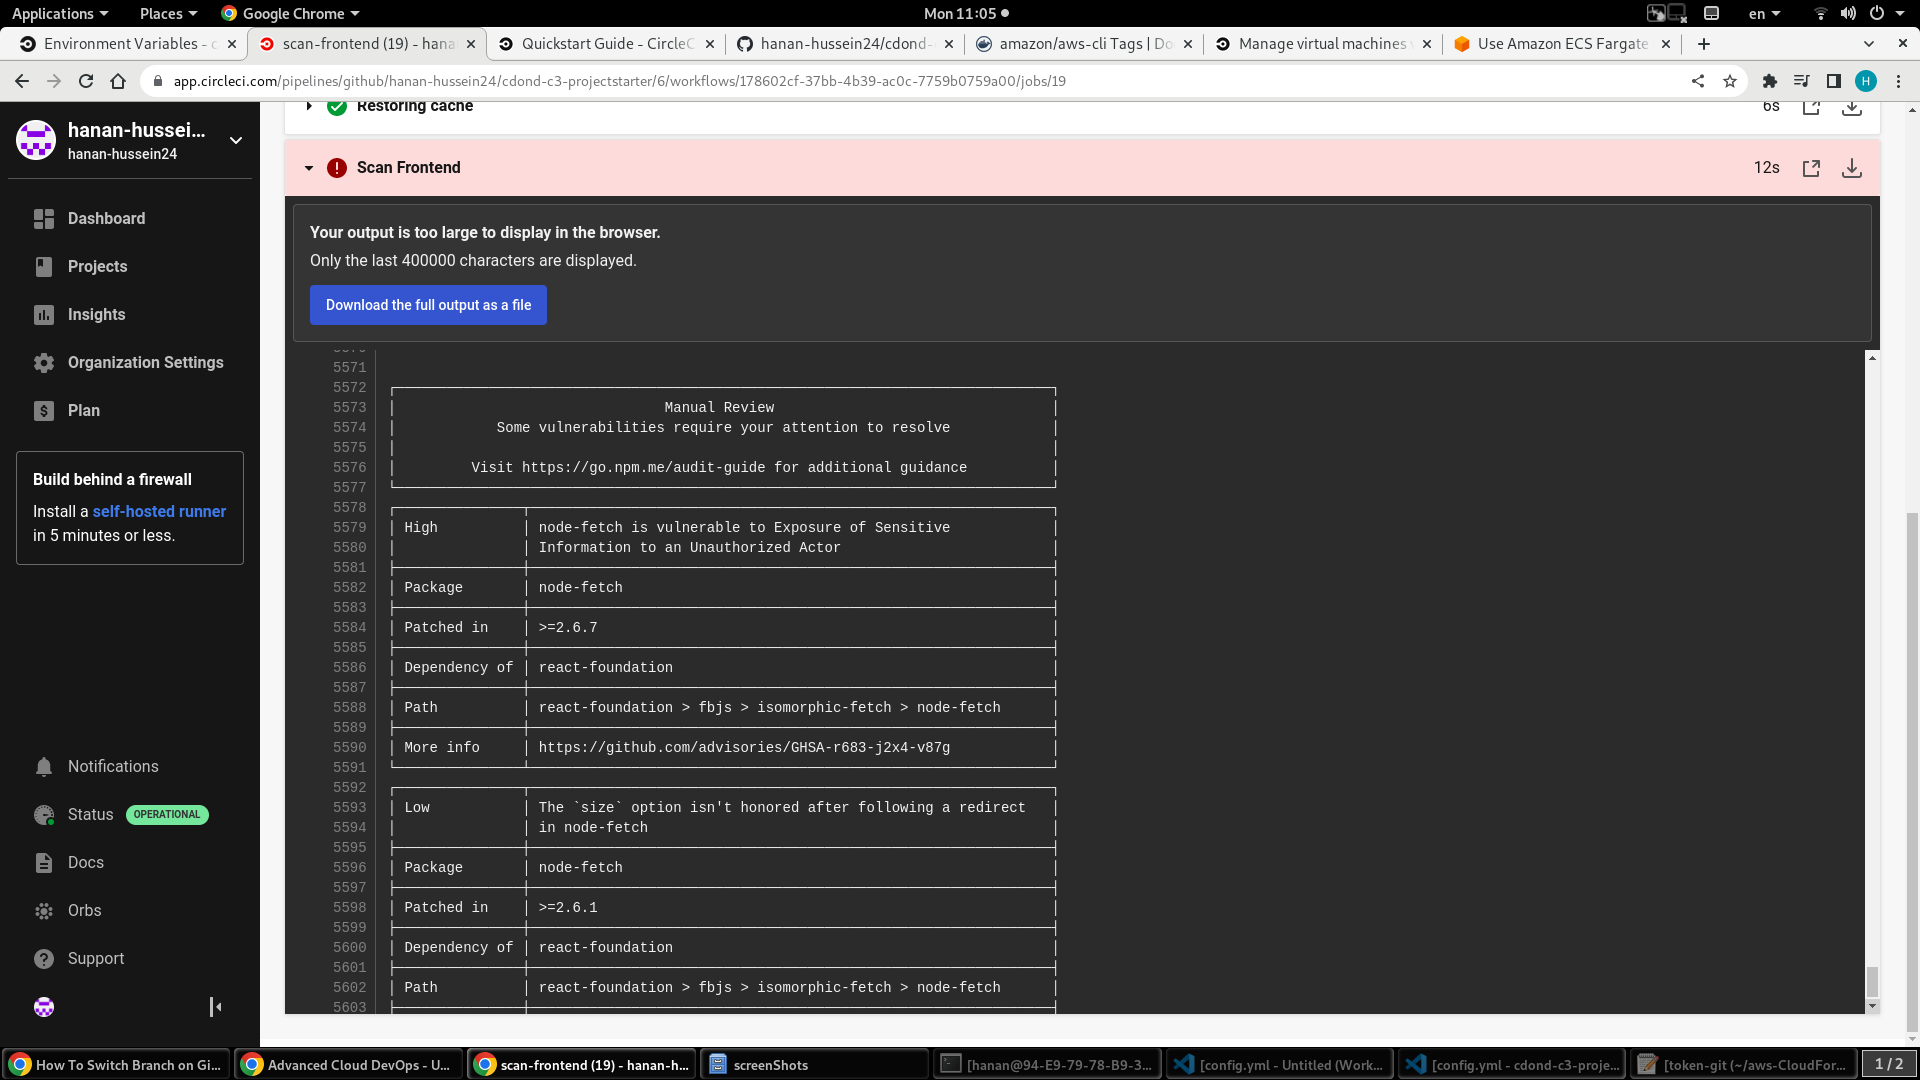 Applications Places Google Chrome Mon 11:05 en
Environment Variables - c
scan-frontend (19) - hana
Quickstart Guide - CircleC
hanan-hussein24/cdond-
amazon/aws-cli Tags | Do
Manage virtual machines
Use Amazon ECS Fargate
app.circleci.com/pipelines/github/hanan-hussein24/cdond-c3-projectstarter/6/workflows/178602cf-37bb-4b39-ac0c-7759b0759a00/jobs/19
H
hanan-hussei...
hanan-hussein24
Dashboard
Projects
Insights
Organization Settings
Plan
Build behind a firewall
Install a self-hosted runner
in 5 minutes or less.
Notifications
Status OPERATIONAL
Docs
Orbs
Support
Restoring cache 6s
Scan Frontend 12s
Your output is too large to display in the browser.
Only the last 400000 characters are displayed.
Download the full output as a file
5570
5571
5572
5573 Manual Review
5574 Some vulnerabilities require your attention to resolve
5575
5576 Visit https://go.npm.me/audit-guide for additional guidance
5577
5578
5579 High node-fetch is vulnerable to Exposure of Sensitive
5580 Information to an Unauthorized Actor
5581
5582 Package node-fetch
5583
5584 Patched in >=2.6.7
5585
5586 Dependency of react-foundation
5587
5588 Path react-foundation > fbjs > isomorphic-fetch > node-fetch
5589
5590 More info https://github.com/advisories/GHSA-r683-j2x4-v87g
5591
5592
5593 Low The `size` option isn't honored after following a redirect
5594 in node-fetch
5595
5596 Package node-fetch
5597
5598 Patched in >=2.6.1
5599
5600 Dependency of react-foundation
5601
5602 Path react-foundation > fbjs > isomorphic-fetch > node-fetch
5603
How To Switch Branch on Gi...
Advanced Cloud DevOps - U...
scan-frontend (19) - hanan-h...
screenShots
[hanan@94-E9-79-78-B9-3...
[config.yml - Untitled (Work...
[config.yml - cdond-c3-proje...
[token-git (~/aws-CloudFor...
1 / 2